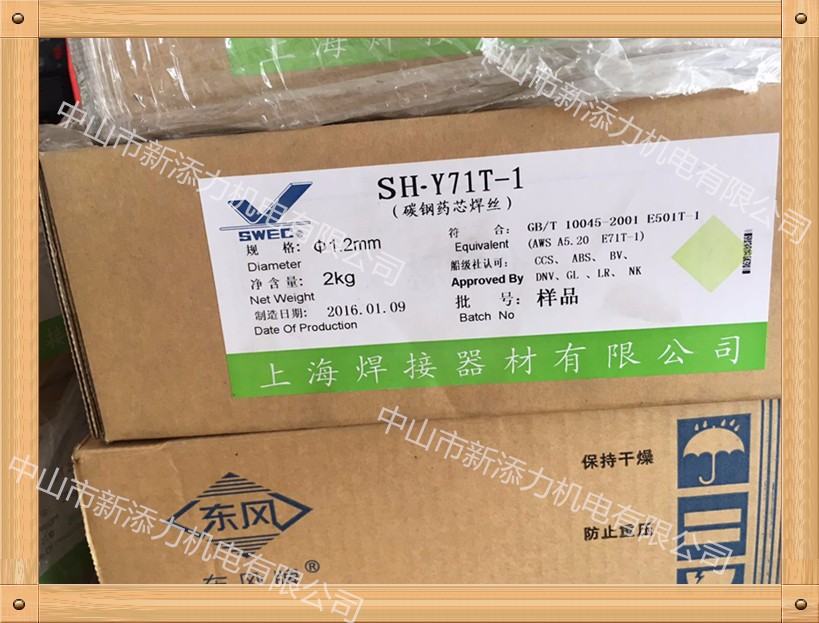 SH·Y71T-1
(碳钢药芯焊丝)
SWEC®
规 格: Φ1.2mm
Diameter
净含量: 2kg
Net Weight
制造日期: 2016.01.09
Date Of Production
符 合: GB/T 10045-2001 E501T-1
Equivalent (AWS A5.20 E71T-1)
船级社认可: CCS、ABS、BV、
Approved By DNV、GL、LR、NK
批 号: 样品
Batch No
上海焊接器材有限公司
东风
东风牌®
保持干燥
防止重压
中山市新添力机电有限公司
中山市新添力机电有限公司
中山市新添力机电有限公司
中山市新添力机电有限公司